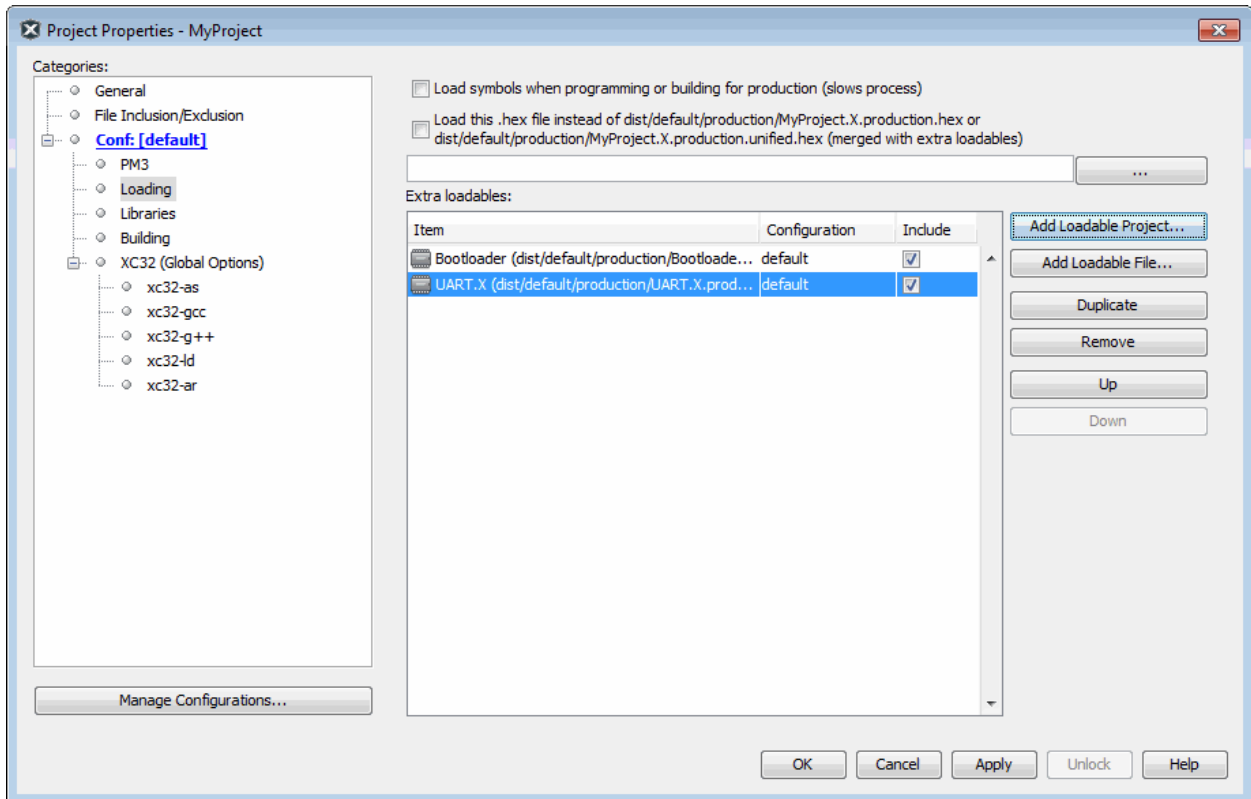 Project Properties - MyProject
Categories:
General
File Inclusion/Exclusion
Conf: [default]
PM3
Loading
Libraries
Building
XC32 (Global Options)
xc32-as
xc32-gcc
xc32-g++
xc32-ld
xc32-ar
Manage Configurations...
Load symbols when programming or building for production (slows process)
Load this .hex file instead of dist/default/production/MyProject.X.production.hex or
dist/default/production/MyProject.X.production.unified.hex (merged with extra loadables)
...
Extra loadables:
Item Configuration Include
Bootloader (dist/default/production/Bootloade... default
UART.X (dist/default/production/UART.X.prod... default
Add Loadable Project...
Add Loadable File...
Duplicate
Remove
Up
Down
OK Cancel Apply Unlock Help